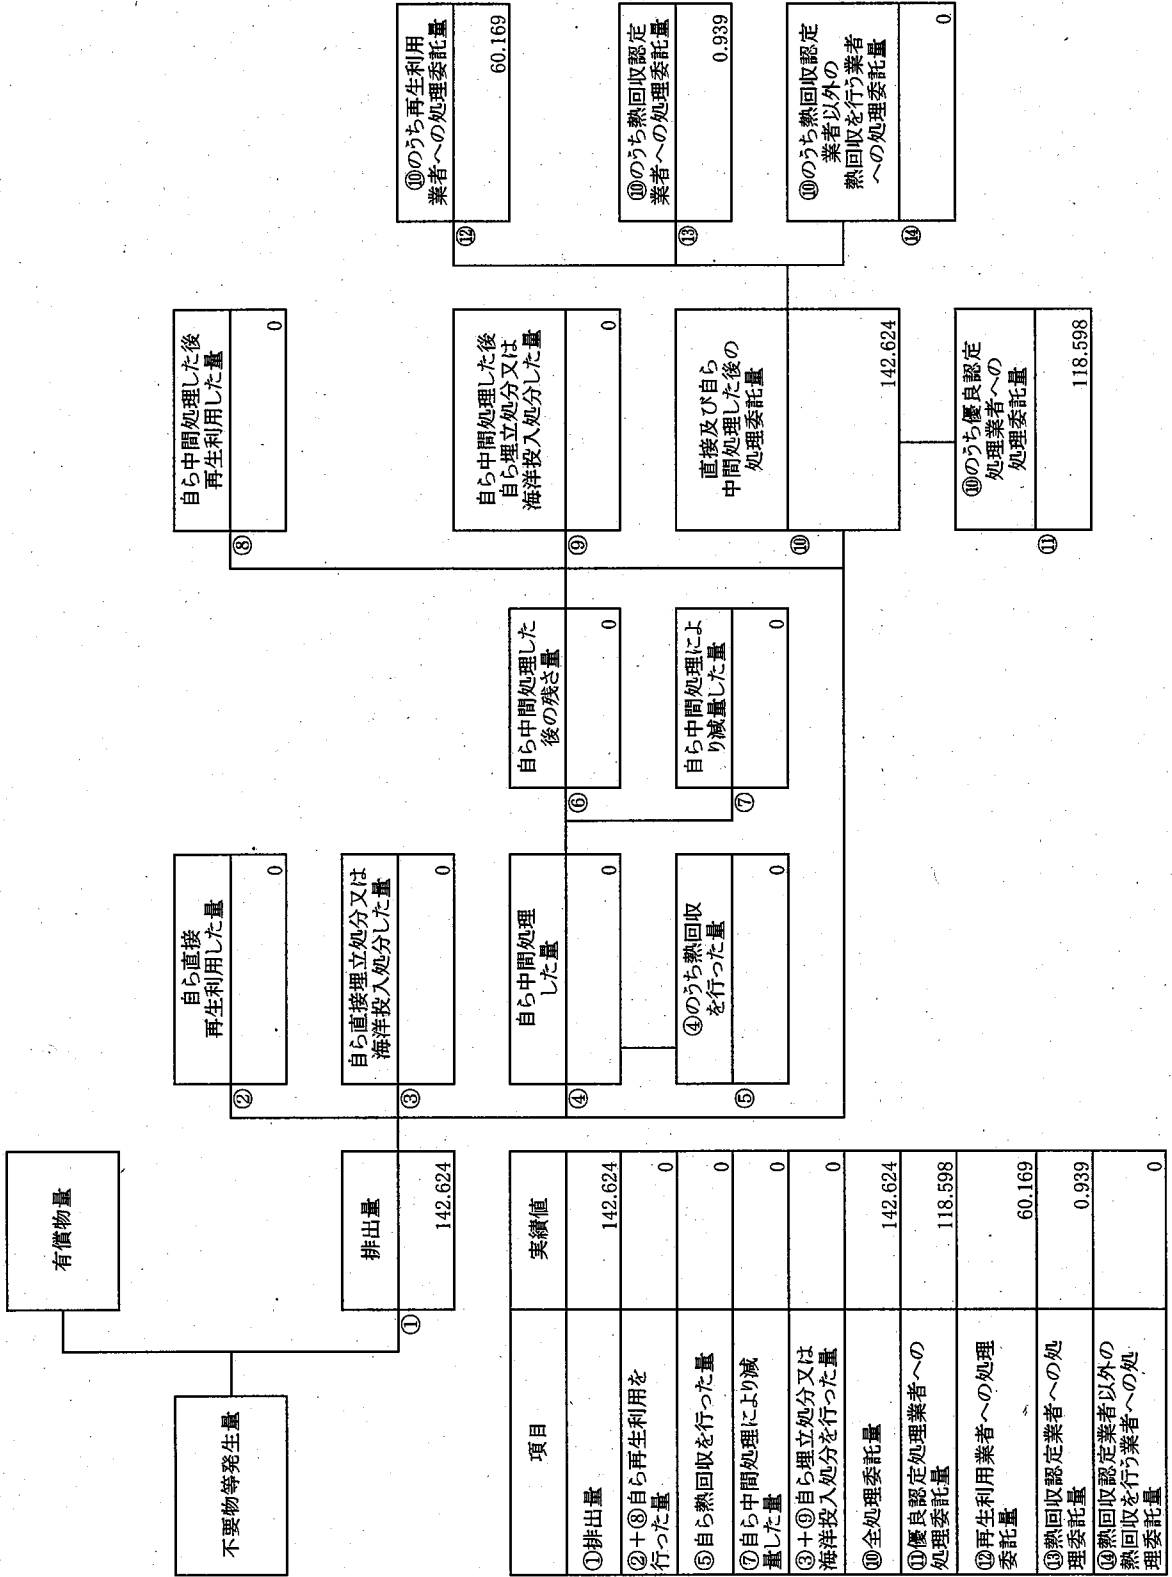 不要物等発生量
有償物量
①
排出量
142.624
②
自ら直接
再生利用した量
0
③
自ら直接埋立処分又は
海洋投入処分した量
0
④
自ら中間処理
した量
0
⑤
④のうち熱回収
を行った量
0
⑥
自ら中間処理した
後の残さ量
0
⑦
自ら中間処理によ
り減量した量
0
⑧
自ら中間処理した後
再生利用した量
0
⑨
自ら中間処理した後
自ら埋立処分又は
海洋投入処分した量
0
⑩
直接及び自ら
中間処理した後の
処理委託量
142.624
⑪
⑩のうち優良認定
処理業者への
処理委託量
118.598
⑫
⑩のうち再生利用
業者への処理委託量
60.169
⑬
⑩のうち熱回収認定
業者への処理委託量
0.939
⑭
⑩のうち熱回収認定
業者以外の
熱回収を行う業者
への処理委託量
0
項目 実績値
①排出量 142.624
②+⑧自ら再生利用を
行った量 0
⑤自ら熱回収を行った量 0
⑦自ら中間処理により減
量した量 0
③+⑨自ら埋立処分又は
海洋投入処分を行った量 0
⑩全処理委託量 142.624
⑪優良認定処理業者への
処理委託量 118.598
⑫再生利用業者への処理
委託量 60.169
⑬熱回収認定業者への処
理委託量 0.939
⑭熱回収認定業者以外の
熱回収を行う業者への処
理委託量 0